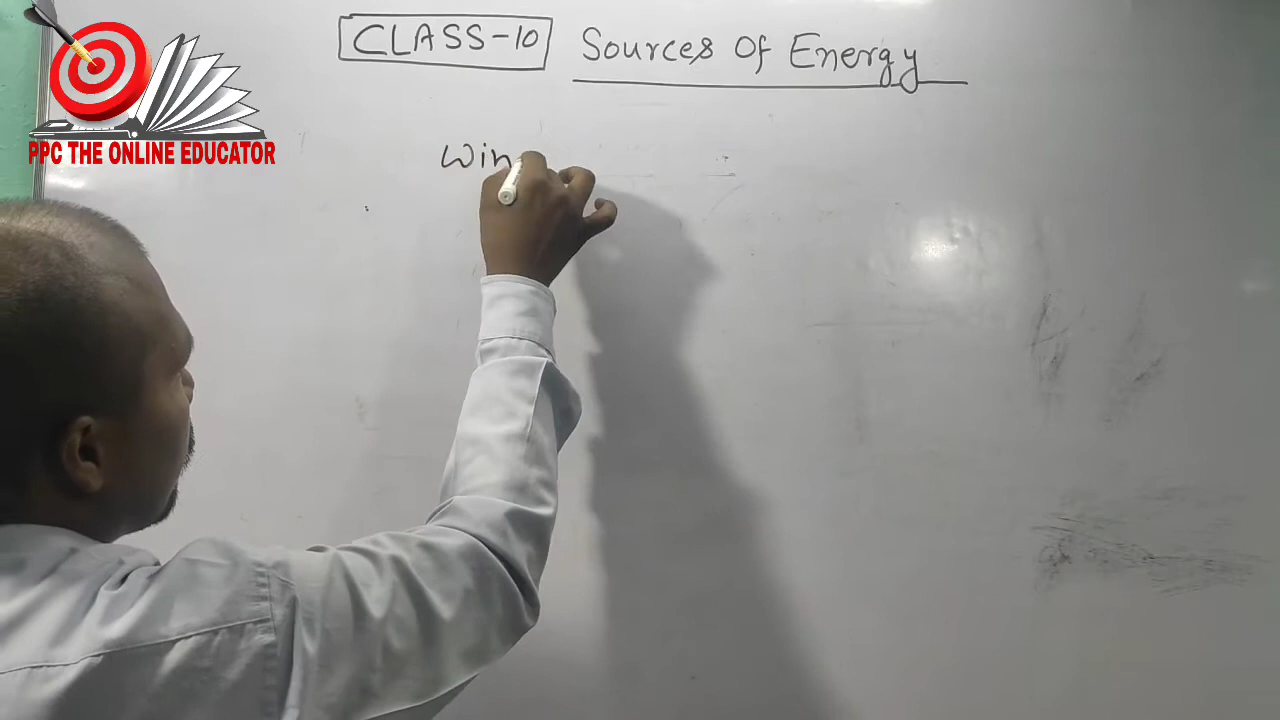 CLASS-10 Sources Of Energy
PPC THE ONLINE EDUCATOR
Win